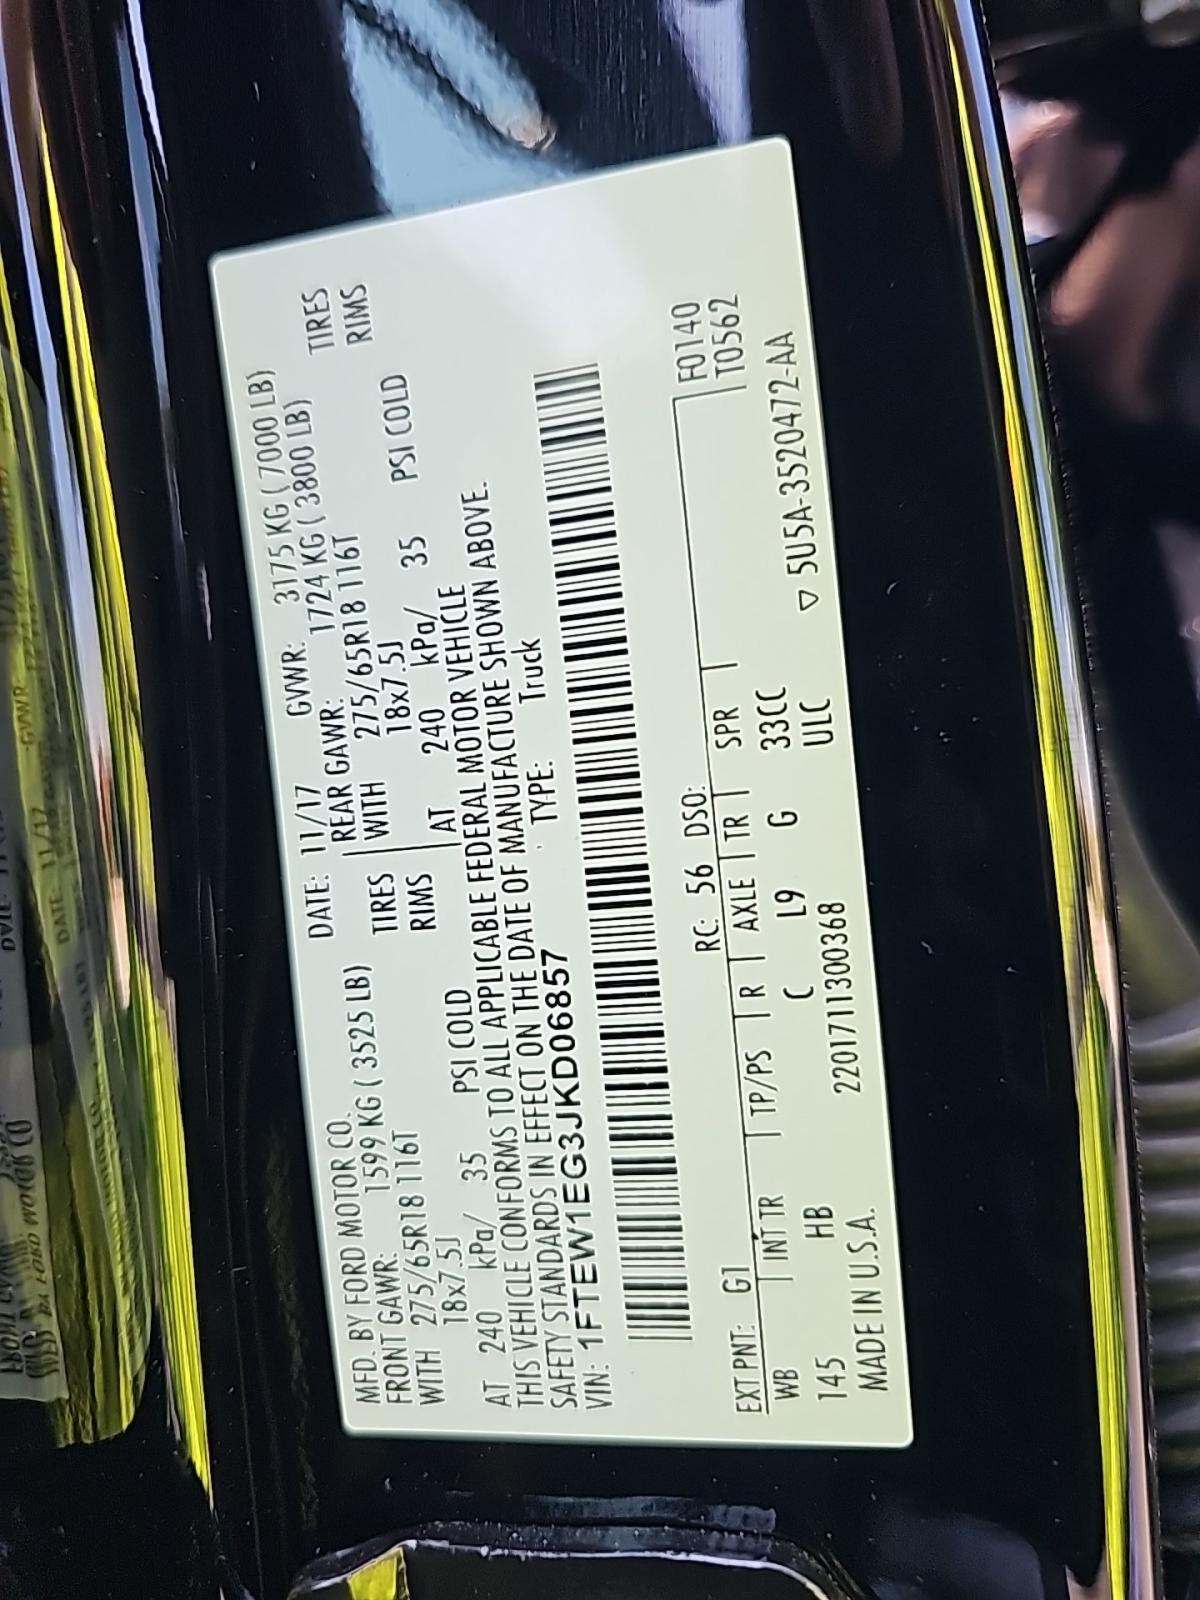 MFD. BY FORD MOTOR CO.
DATE: 11/17 GVWR: 3175 KG ( 7000 LB)
FRONT GAWR: 1599 KG ( 3525 LB) REAR GAWR: 1724 KG ( 3800 LB)
WITH 275/65R18 116T TIRES WITH 275/65R18 116T TIRES
18x7.5J RIMS 18x7.5J RIMS
AT 240 kPa/ 35 PSI COLD AT 240 kPa/ 35 PSI COLD
THIS VEHICLE CONFORMS TO ALL APPLICABLE FEDERAL MOTOR VEHICLE
SAFETY STANDARDS IN EFFECT ON THE DATE OF MANUFACTURE SHOWN ABOVE.
VIN: 1FTEW1EG3JKD06857 TYPE: Truck
F0140
T0562
EXT PNT: G1 RC: 56 DSO:
WB INT TR TP/PS R AXLE TR SPR
145 HB C L9 G 33CC
ULC
MADE IN U.S.A. 2201711300368 ▽ 5U5A-3520472-AA
DATE 11/17 GVWR